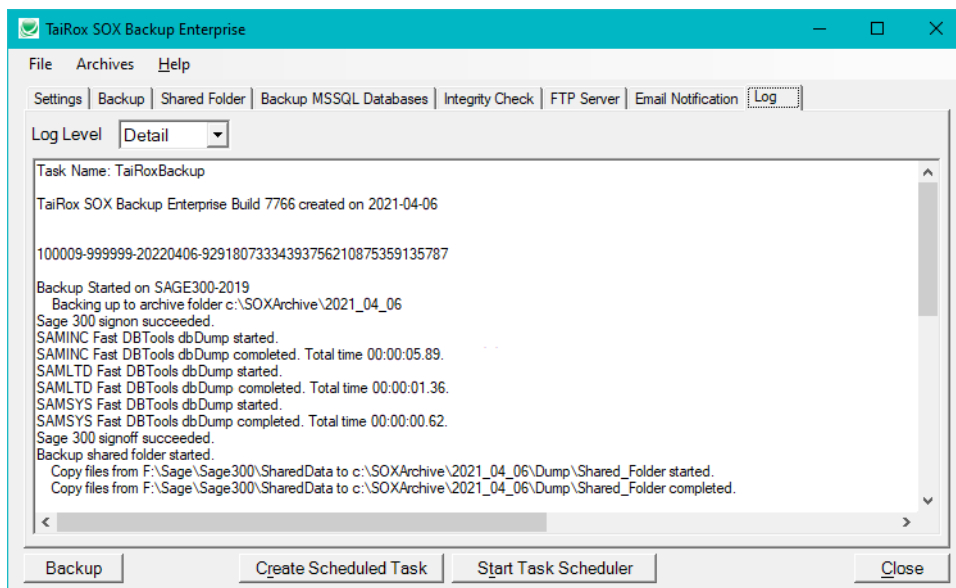 TaiRox SOX Backup Enterprise
File Archives Help
Settings Backup Shared Folder Backup MSSQL Databases Integrity Check FTP Server Email Notification Log
Log Level Detail
Task Name: TaiRoxBackup
TaiRox SOX Backup Enterprise Build 7766 created on 2021-04-06
100009-999999-20220406-92918073334393756210875359135787
Backup Started on SAGE300-2019
Backing up to archive folder c:\SOXArchive\2021_04_06
Sage 300 signon succeeded.
SAMINC Fast DBTools dbDump started.
SAMINC Fast DBTools dbDump completed. Total time 00:00:05.89.
SAMLTD Fast DBTools dbDump started.
SAMLTD Fast DBTools dbDump completed. Total time 00:00:01.36.
SAMSYS Fast DBTools dbDump started.
SAMSYS Fast DBTools dbDump completed. Total time 00:00:00.62.
Sage 300 signoff succeeded.
Backup shared folder started.
Copy files from F:\Sage\Sage300\SharedData to c:\SOXArchive\2021_04_06\Dump\Shared_Folder started.
Copy files from F:\Sage\Sage300\SharedData to c:\SOXArchive\2021_04_06\Dump\Shared_Folder completed.
Backup Create Scheduled Task Start Task Scheduler Close